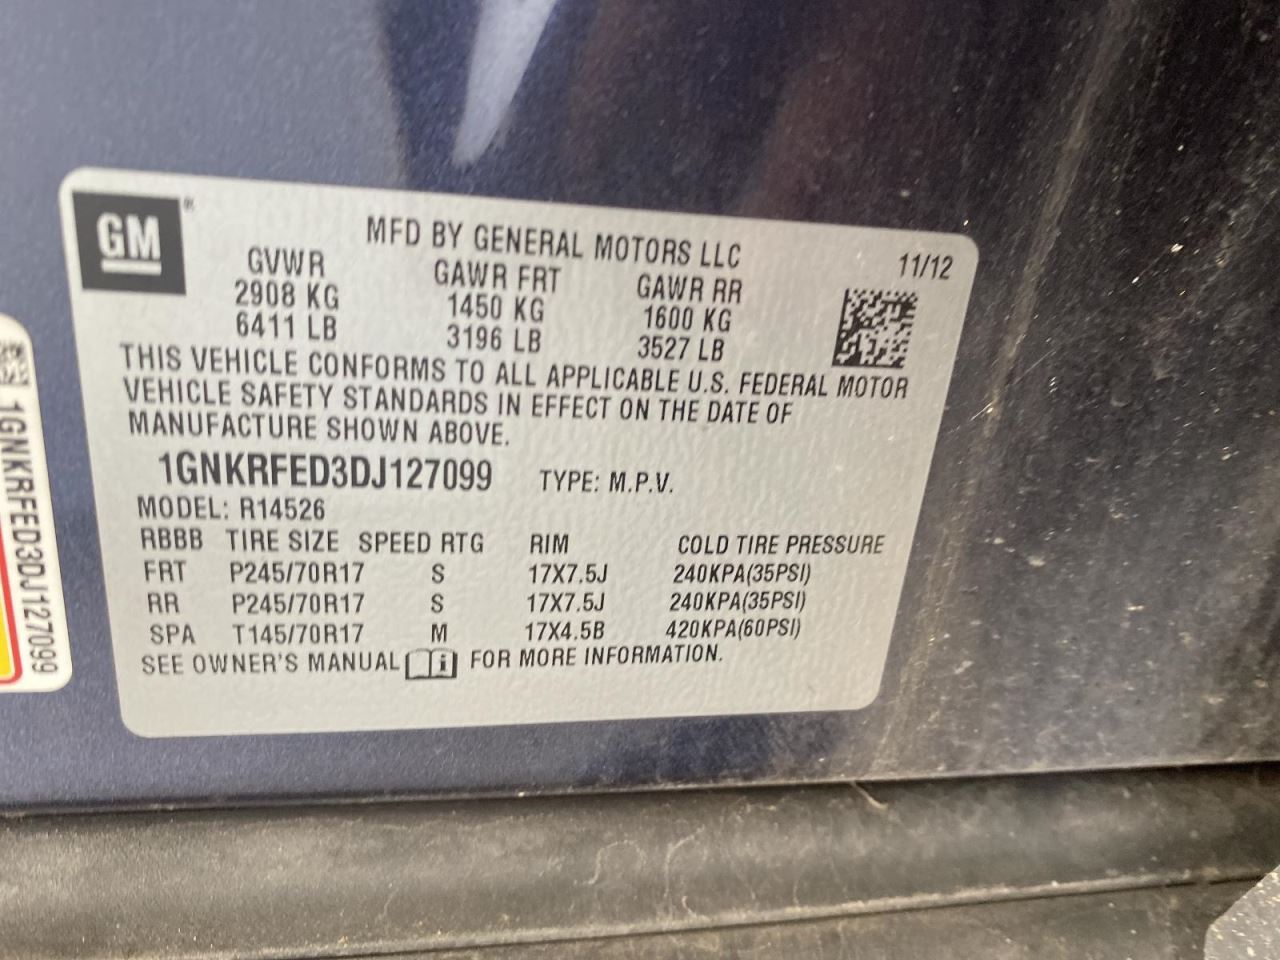 GM®
MFD BY GENERAL MOTORS LLC 11/12
GVWR GAWR FRT GAWR RR
2908 KG 1450 KG 1600 KG
6411 LB 3196 LB 3527 LB
THIS VEHICLE CONFORMS TO ALL APPLICABLE U.S. FEDERAL MOTOR
VEHICLE SAFETY STANDARDS IN EFFECT ON THE DATE OF
MANUFACTURE SHOWN ABOVE.
1GNKRFED3DJ127099 TYPE: M.P.V.
MODEL: R14526
RBBB TIRE SIZE SPEED RTG RIM COLD TIRE PRESSURE
FRT P245/70R17 S 17X7.5J 240KPA(35PSI)
RR P245/70R17 S 17X7.5J 240KPA(35PSI)
SPA T145/70R17 M 17X4.5B 420KPA(60PSI)
SEE OWNER'S MANUAL i FOR MORE INFORMATION.
1GNKRFED3DJ127099